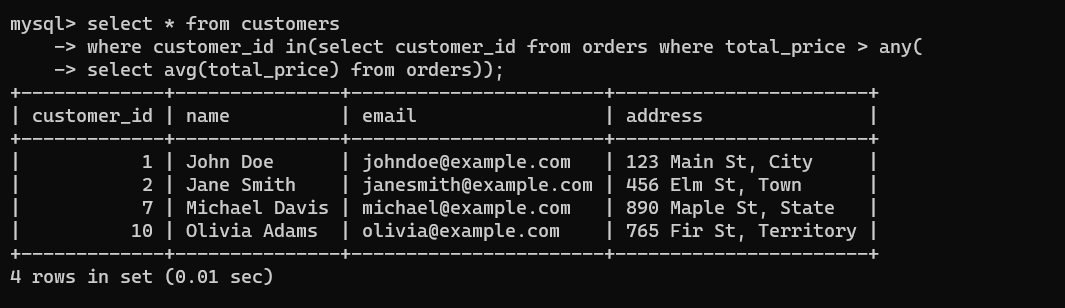 mysql> select * from customers
    -> where customer_id in(select customer_id from orders where total_price > any(
    -> select avg(total_price) from orders));
+-------------+---------------+-----------------------+-----------------------+
| customer_id | name          | email                 | address               |
+-------------+---------------+-----------------------+-----------------------+
|           1 | John Doe      | johndoe@example.com   | 123 Main St, City     |
|           2 | Jane Smith    | janesmith@example.com | 456 Elm St, Town      |
|           7 | Michael Davis | michael@example.com   | 890 Maple St, State   |
|          10 | Olivia Adams  | olivia@example.com    | 765 Fir St, Territory |
+-------------+---------------+-----------------------+-----------------------+
4 rows in set (0.01 sec)